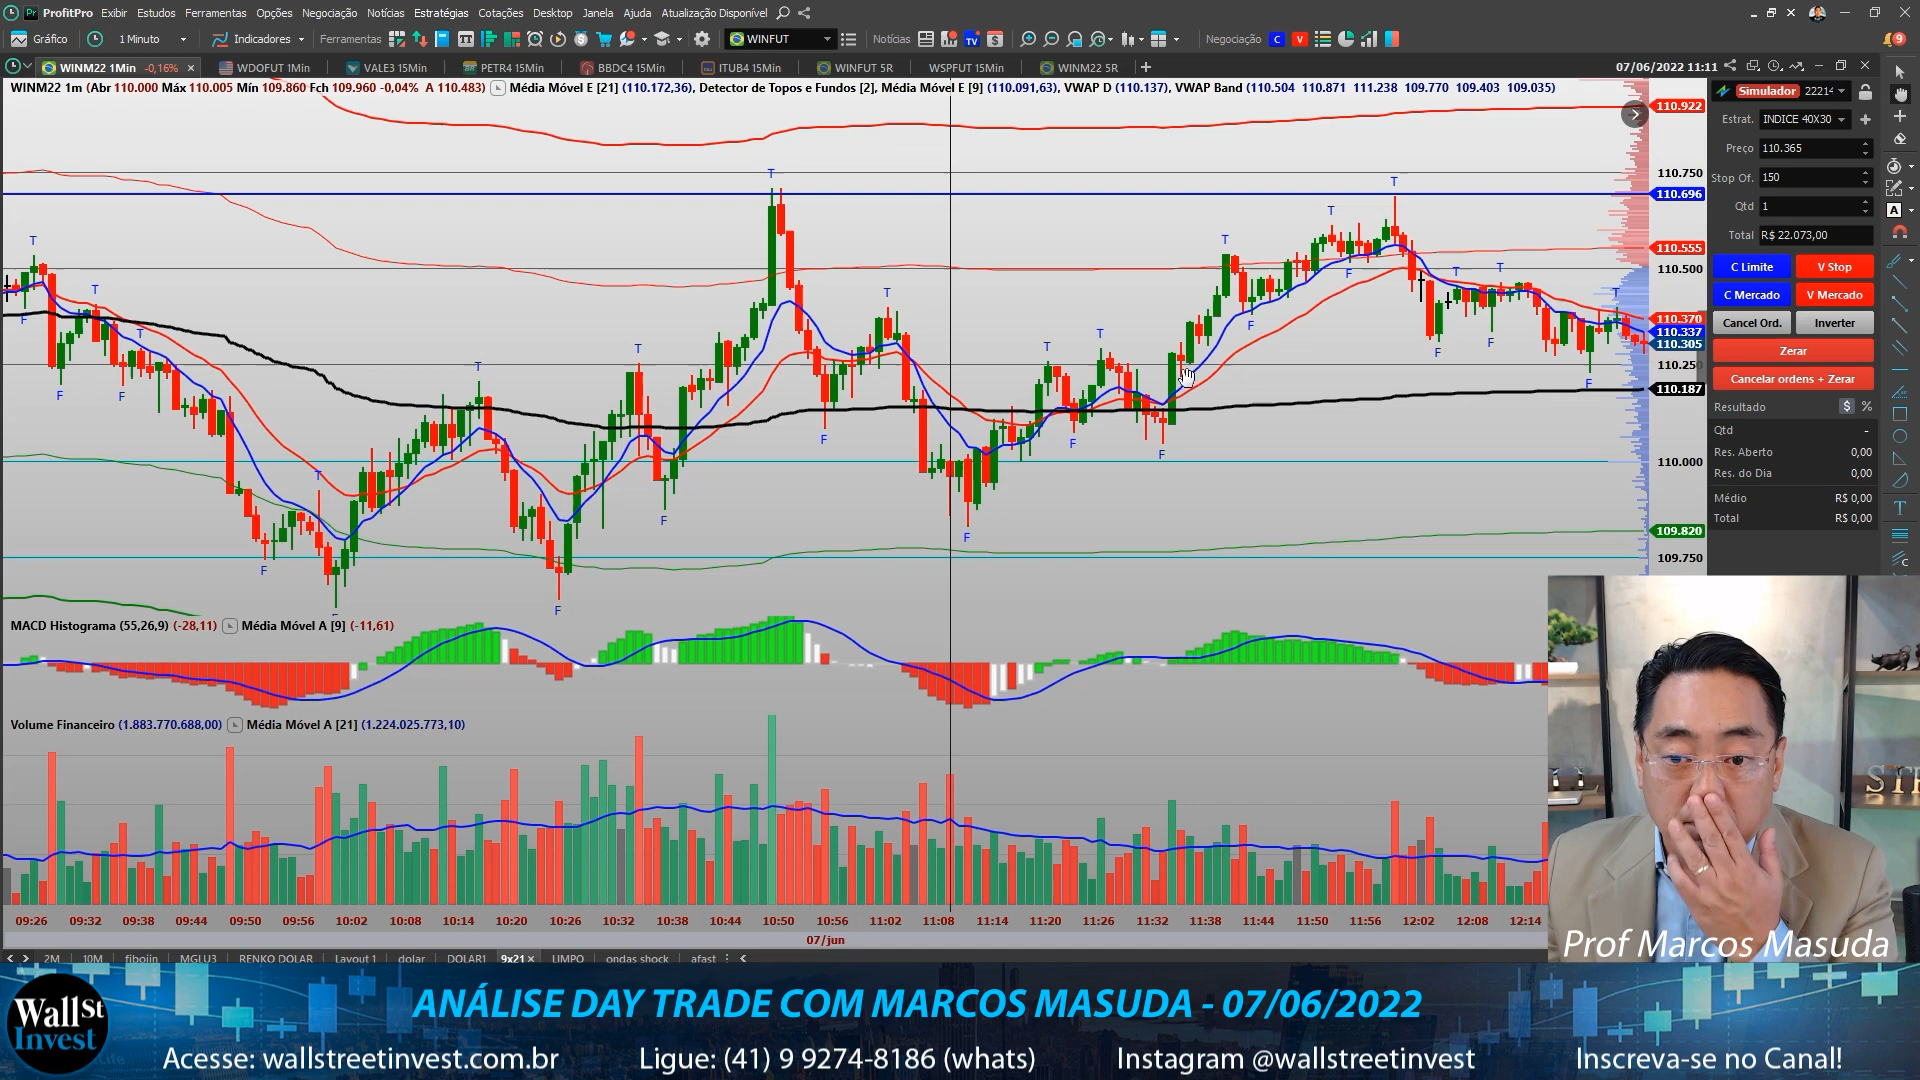 ProfitPro Exibir Estudos Ferramentas Opções Negociação Notícias Estratégias Cotações Desktop Janela Ajuda Atualização Disponível
Gráfico 1 Minuto Indicadores Ferramentas WINFUT Notícias Negociação C V 9
WINM22 1Min -0,16% WDOFUT 1Min VALE3 15Min PETR4 15Min BBDC4 15Min ITUB4 15Min WINFUT 5R WSPFUT 15Min WINM22 5R 07/06/2022 11:11
WINM22 1m (Abr 110.000 Máx 110.005 Mín 109.860 Fch 109.960 -0,04% A 110.483) Média Móvel E [21] (110.172,36), Detector de Topos e Fundos [2], Média Móvel E [9] (110.091,63), VWAP D (110.137), VWAP Band (110.504 110.871 111.238 109.770 109.403 109.035)
110.922
110.750
110.696
110.555
110.500
110.370
110.337
110.305
110.250
110.187
110.000
109.820
109.750
Simulador 22214
Estrat. INDICE 40X30
Preço 110.365
Stop Of. 150
Qtd 1
Total R$ 22.073,00
C Limite V Stop
C Mercado V Mercado
Cancel Ord. Inverter
Zerar
Cancelar ordens + Zerar
Resultado $ %
Qtd -
Res. Aberto 0,00
Res. do Dia 0,00
Médio R$ 0,00
Total R$ 0,00
MACD Histograma (55,26,9) (-28,11) Média Móvel A [9] (-11,61)
Volume Financeiro (1.883.770.688,00) Média Móvel A [21] (1.224.025.773,10)
09:26 09:32 09:38 09:44 09:50 09:56 10:02 10:08 10:14 10:20 10:26 10:32 10:38 10:44 10:50 10:56 11:02 11:08 11:14 11:20 11:26 11:32 11:38 11:44 11:50 11:56 12:02 12:08 12:14
07/jun
2M 10M fiboiin MGLU3 RENKO DOLAR Layout 1 dolar DOLAR1 9x21 LIMPO ondas shock afast
Prof Marcos Masuda
Wall St Invest
ANÁLISE DAY TRADE COM MARCOS MASUDA - 07/06/2022
Acesse: wallstreetinvest.com.br Ligue: (41) 9 9274-8186 (whats) Instagram @wallstreetinvest Inscreva-se no Canal!